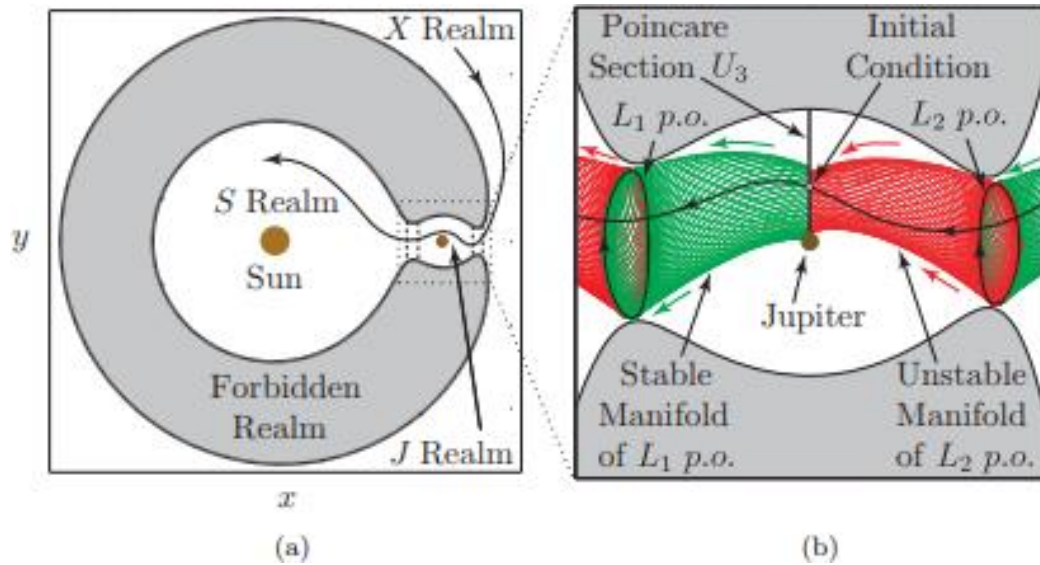 X Realm
S Realm
y
Sun
Forbidden
Realm
J Realm
x
(a)
Poincare
Section U₃
Initial
Condition
L₁ p.o.
L₂ p.o.
Jupiter
Stable
Manifold
of L₁ p.o.
Unstable
Manifold
of L₂ p.o.
(b)